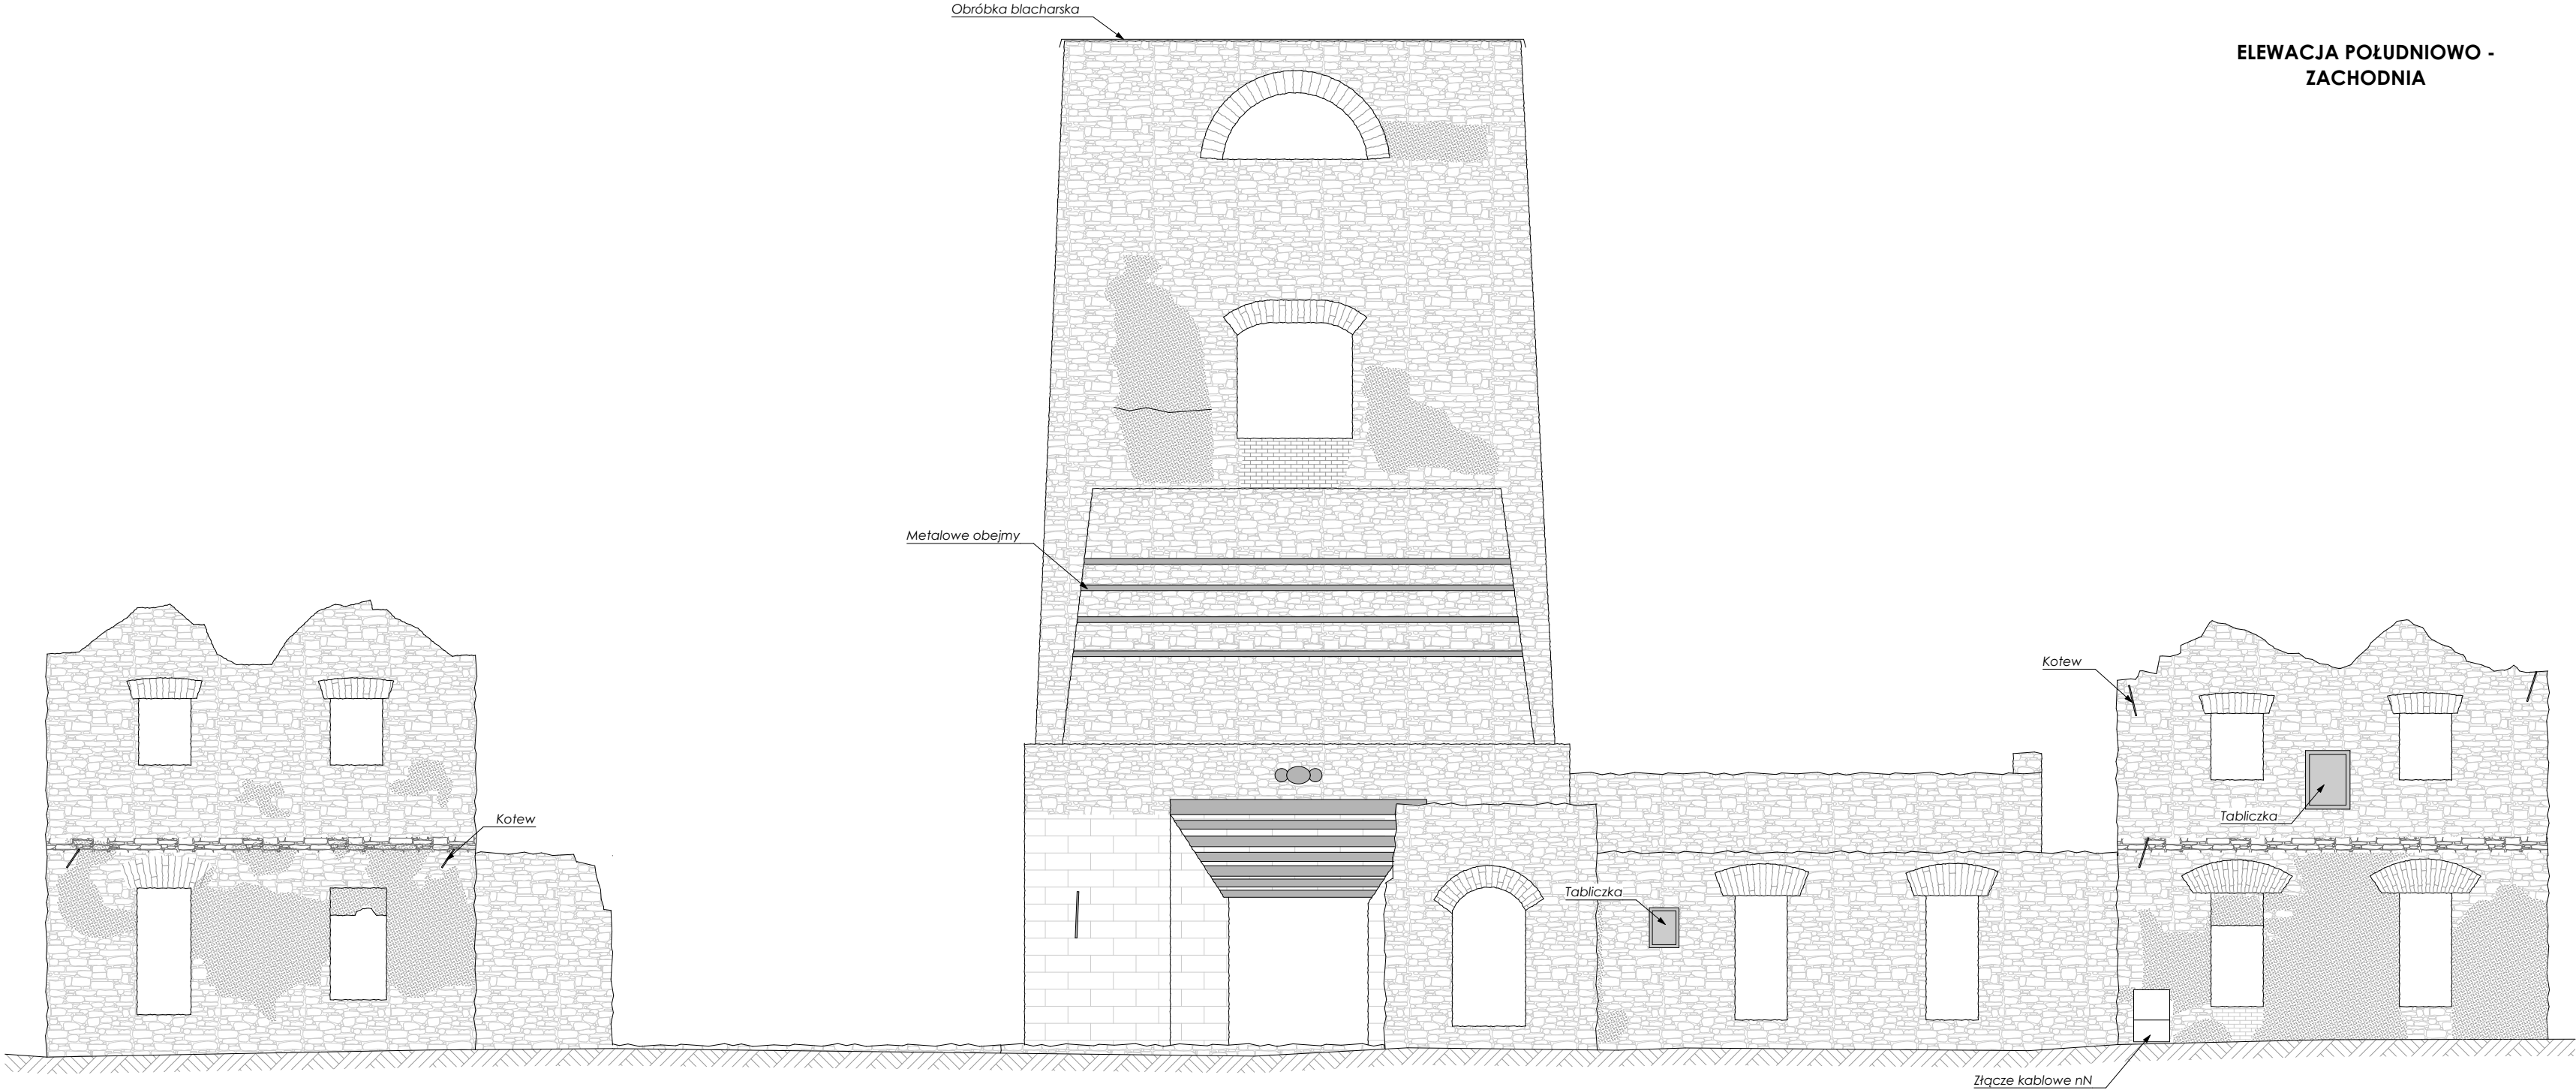 Obróbka blacharska
ELEWACJA POŁUDNIOWO -
ZACHODNIA
Metalowe obejmy
Kotew
Kotew
Tabliczka
Tabliczka
Złącze kablowe nN